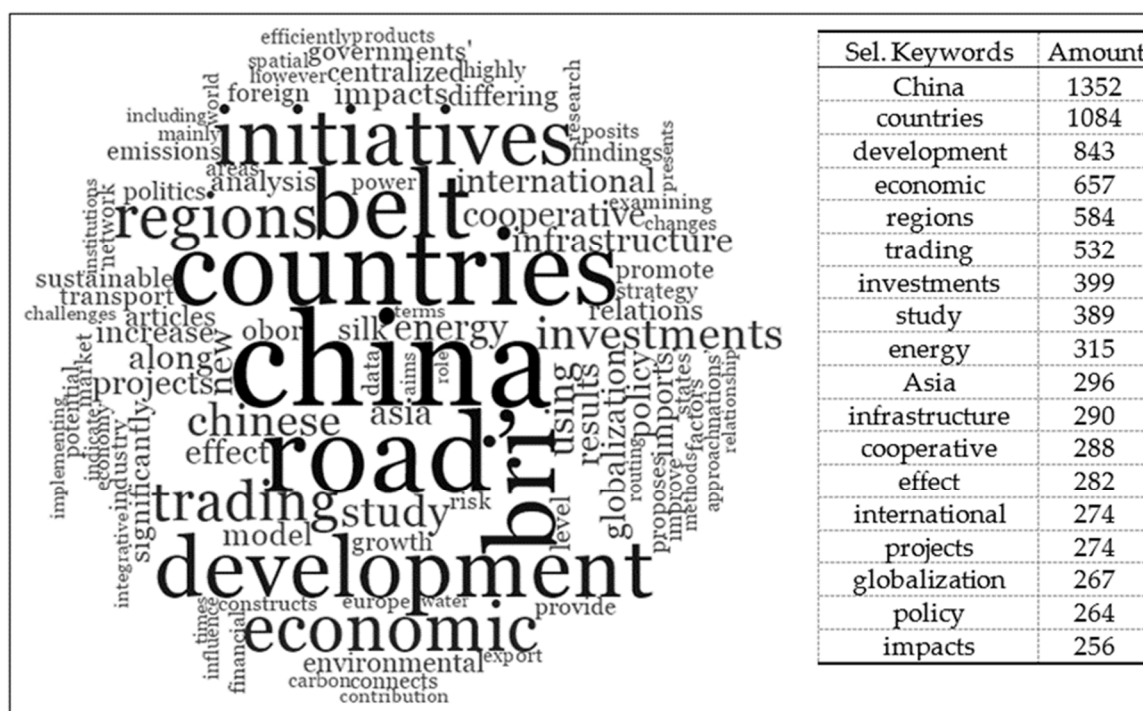 efficiently products
spatial governments'
however centralized highly
world foreign impacts differing research
including
mainly initiatives posits
emissions findings presents
areas
politics analysis power international examining
institutions network regions belt cooperative changes
infrastructure
sustainable countries promote
transport strategy
challenges articles terms relations
increase obor silk energy investments
along new china data aims role
market potential projects
chinese asia using results globalization policy imports states factors nations' relationship
implementing indicate economy industry significantly effect road' bri routing approach
trading study risk proposes improve methods
model growth level
integrative development
times constructs europe water provide
influence financial economic export
environmental
carbon connects
contribution
Sel. Keywords Amount
China 1352
countries 1084
development 843
economic 657
regions 584
trading 532
investments 399
study 389
energy 315
Asia 296
infrastructure 290
cooperative 288
effect 282
international 274
projects 274
globalization 267
policy 264
impacts 256